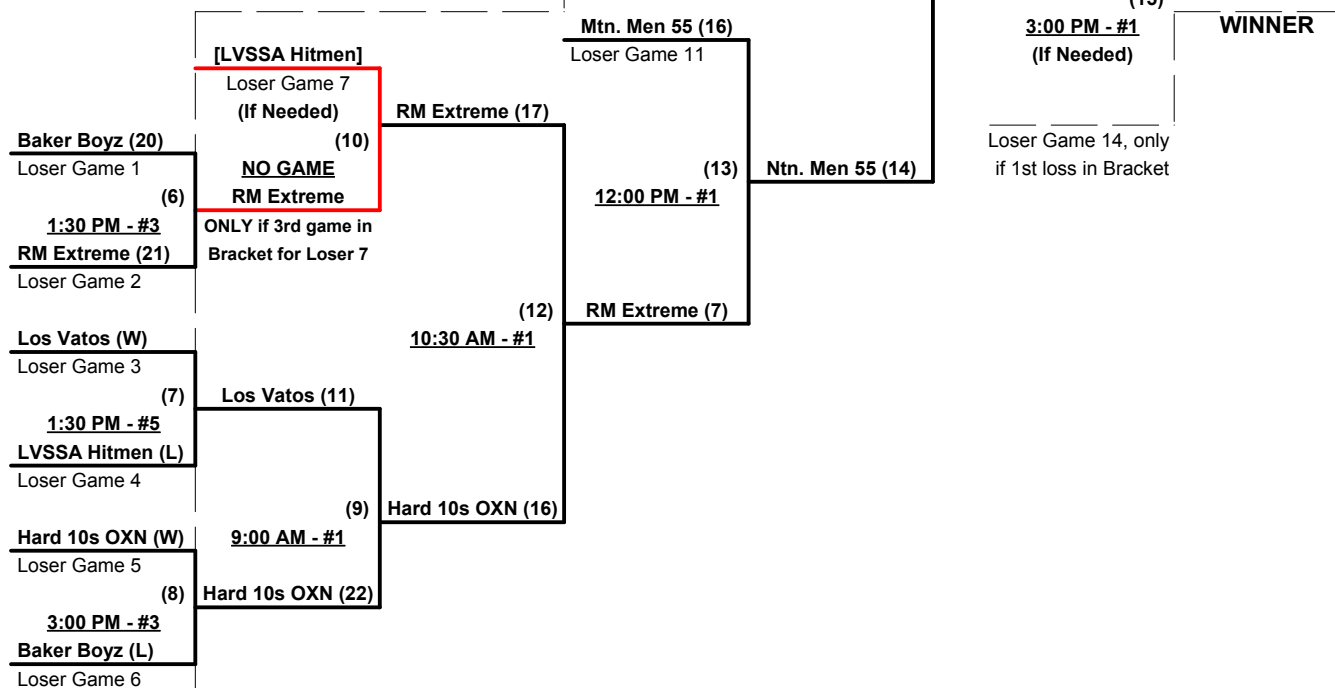 (15)
Mtn. Men 55 (16)
3:00 PM - #1
WINNER
[LVSSA Hitmen]
Loser Game 11
(If Needed)
Loser Game 7
(If Needed)
RM Extreme (17)
Baker Boyz (20)
(10)
Loser Game 1
NO GAME
Loser Game 14, only
if 1st loss in Bracket
(13)
Ntn. Men 55 (14)
(6)
RM Extreme
12:00 PM - #1
1:30 PM - #3
ONLY if 3rd game in
Bracket for Loser 7
RM Extreme (21)
Loser Game 2
(12)
RM Extreme (7)
10:30 AM - #1
Los Vatos (W)
Loser Game 3
(7)
Los Vatos (11)
1:30 PM - #5
LVSSA Hitmen (L)
Loser Game 4
(9)
Hard 10s OXN (16)
9:00 AM - #1
Hard 10s OXN (W)
Loser Game 5
(8)
Hard 10s OXN (22)
3:00 PM - #3
Baker Boyz (L)
Loser Game 6